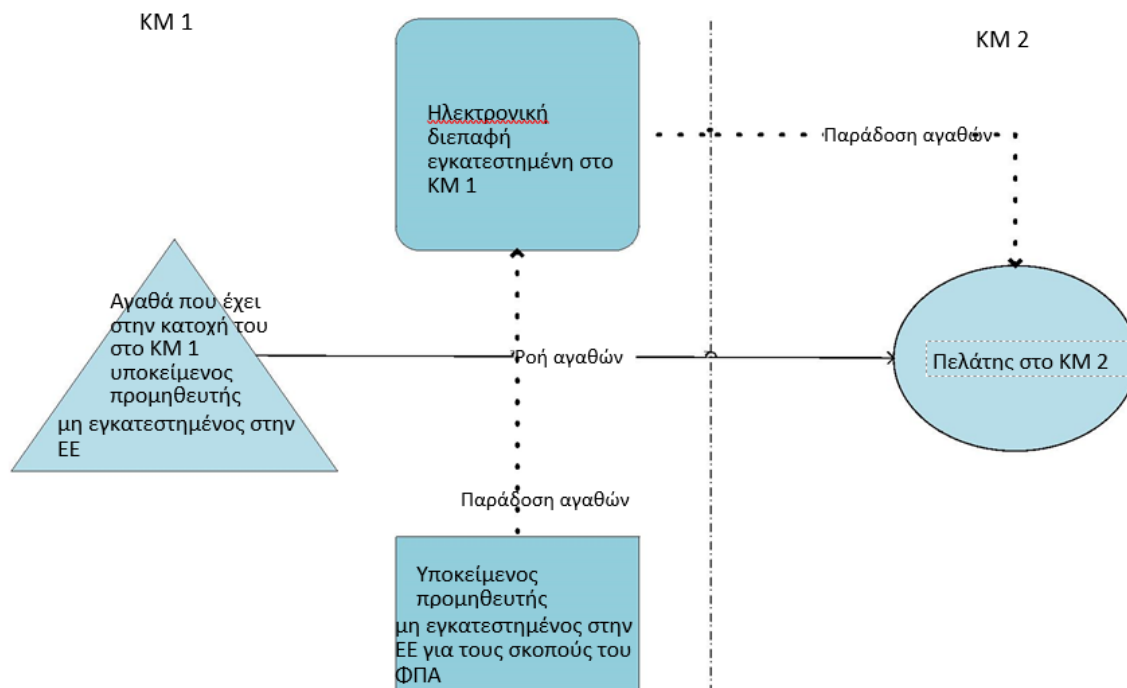 ΚΜ 1
ΚΜ 2
Ηλεκτρονική
διεπαφή
εγκατεστημένη στο
ΚΜ 1
Παράδοση αγαθών
Αγαθά που έχει
στην κατοχή του
στο ΚΜ 1
υποκείμενος
προμηθευτής
μη εγκατεστημένος στην
ΕΕ
Ροή αγαθών
Πελάτης στο ΚΜ 2
Παράδοση αγαθών
Υποκείμενος
προμηθευτής
μη εγκατεστημένος στην
ΕΕ για τους σκοπούς του
ΦΠΑ